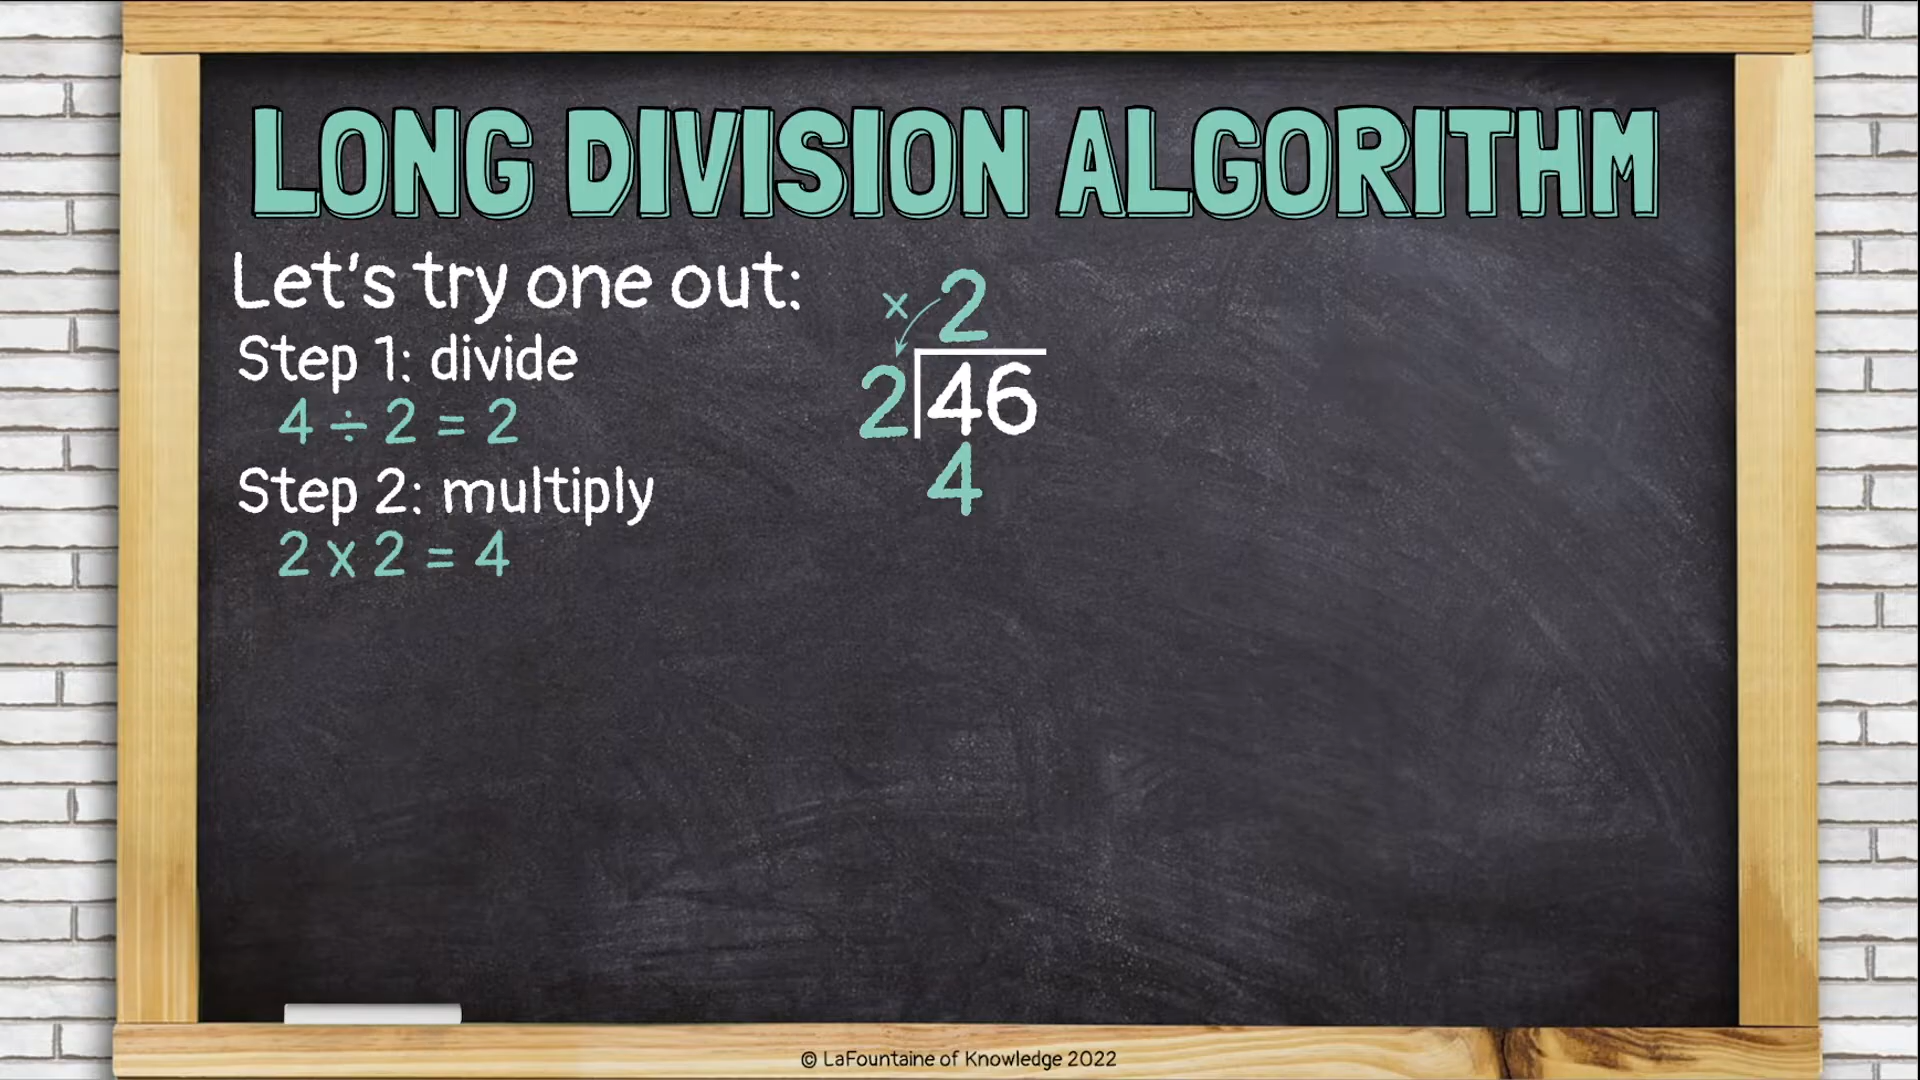 LONG DIVISION ALGORITHM
Let's try one out:
Step 1: divide
4 ÷ 2 = 2
Step 2: multiply
2 x 2 = 4
x 2
2 46
4
© LaFountaine of Knowledge 2022